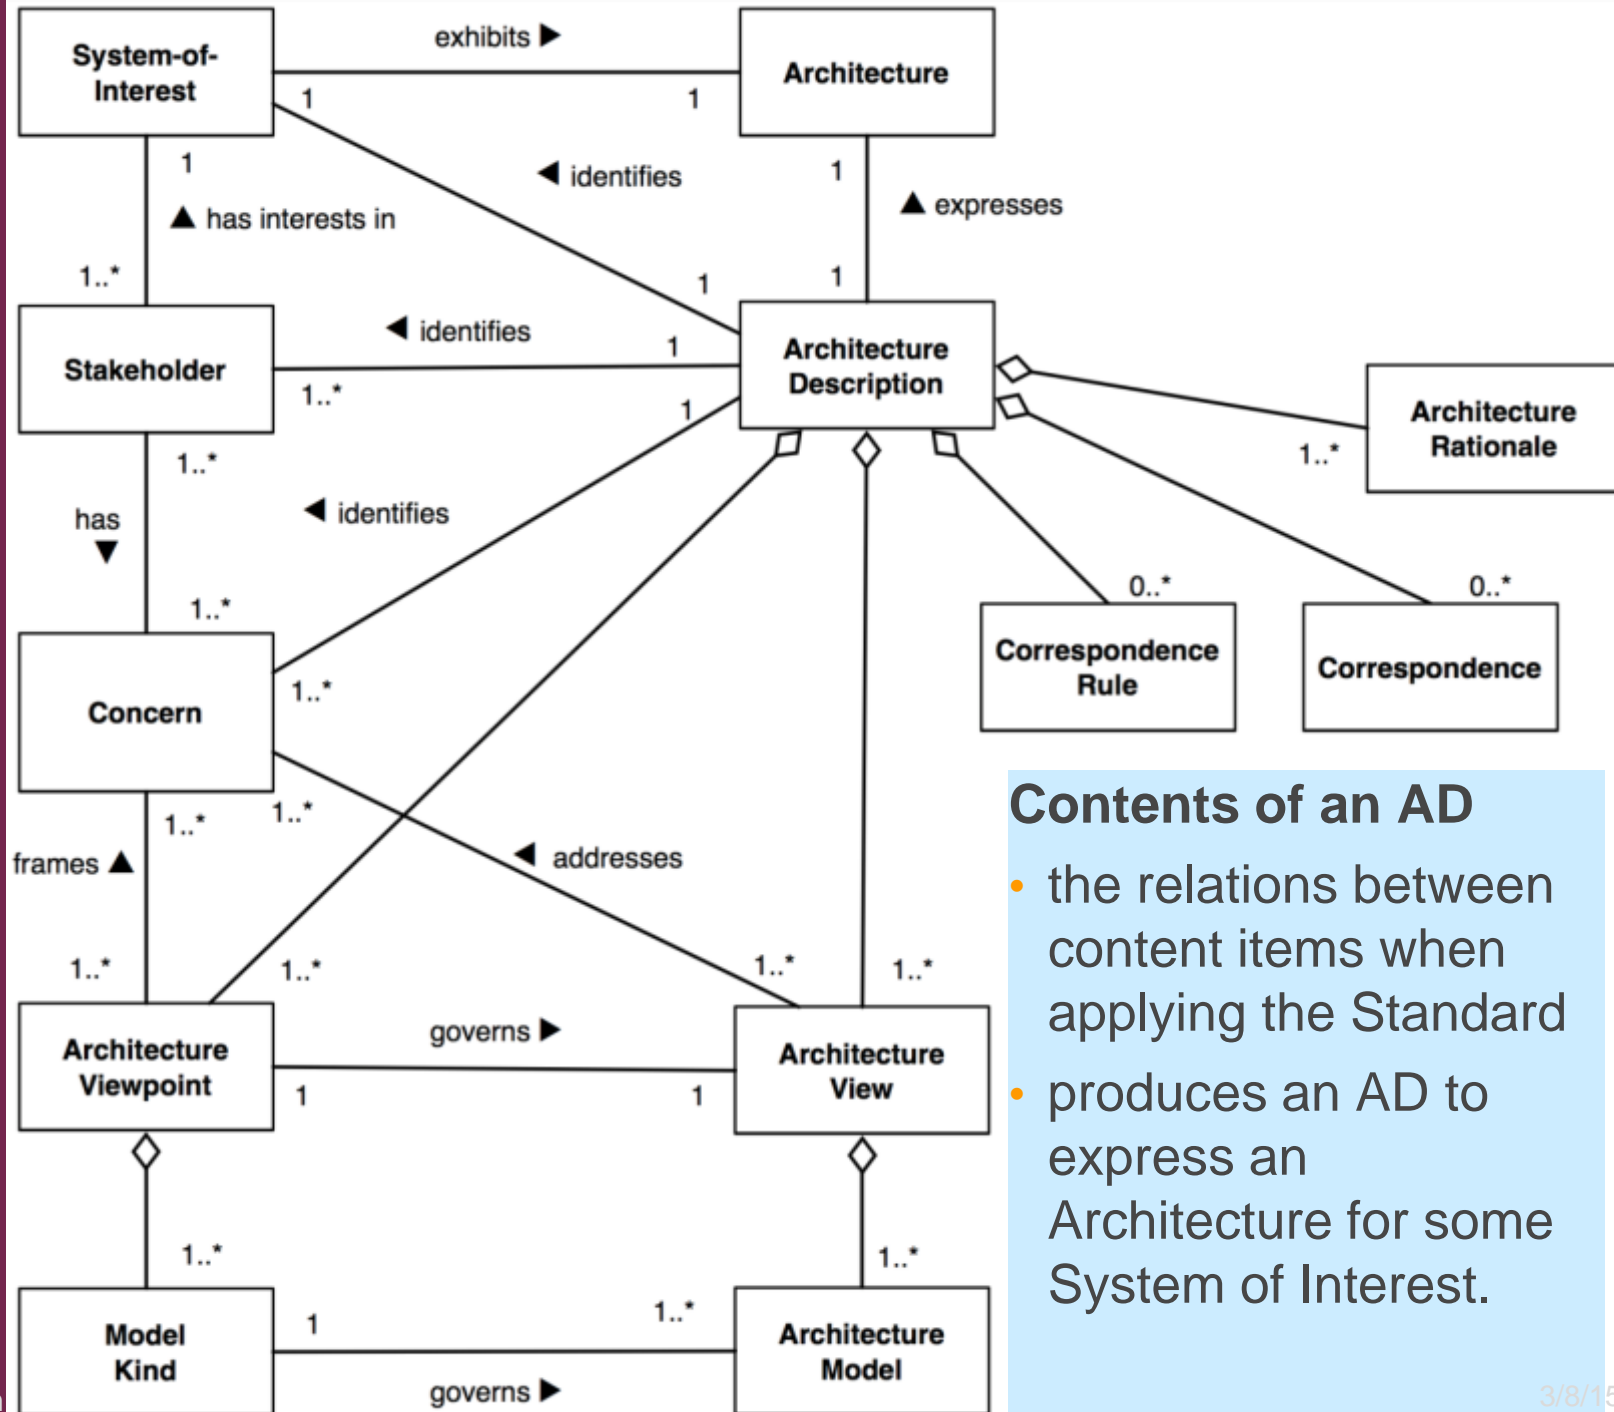 System-of-
Interest
exhibits ▶
Architecture
1
1
1
◀ identifies
1
▲ has interests in
▲ expresses
1..*
1
1
Stakeholder
◀ identifies
1
1..*
Architecture
Description
Architecture
Rationale
1..*
1..*
1
has
▼
◀ identifies
1..*
1..*
0..*
0..*
Concern
Correspondence
Rule
Correspondence
1..*
1..*
frames ▲
◀ addresses
1..*
1..*
1..*
1..*
Architecture
Viewpoint
governs ▶
1
1
Architecture
View
1..*
1..*
Model
Kind
1
1..*
governs ▶
Architecture
Model
Contents of an AD
• the relations between
content items when
applying the Standard
• produces an AD to
express an
Architecture for some
System of Interest.
3/8/15